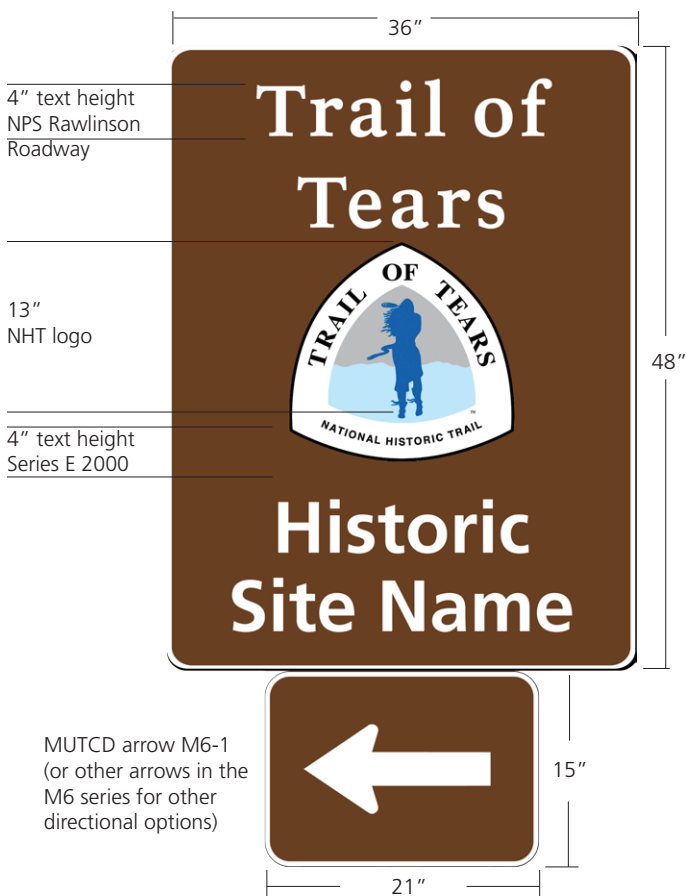 36”
4” text height
NPS Rawlinson
Roadway
Trail of
Tears
TRAIL OF TEARS
NATIONAL HISTORIC TRAIL
™
13”
NHT logo
48”
4” text height
Series E 2000
Historic
Site Name
MUTCD arrow M6-1
(or other arrows in the
M6 series for other
directional options)
15”
21”